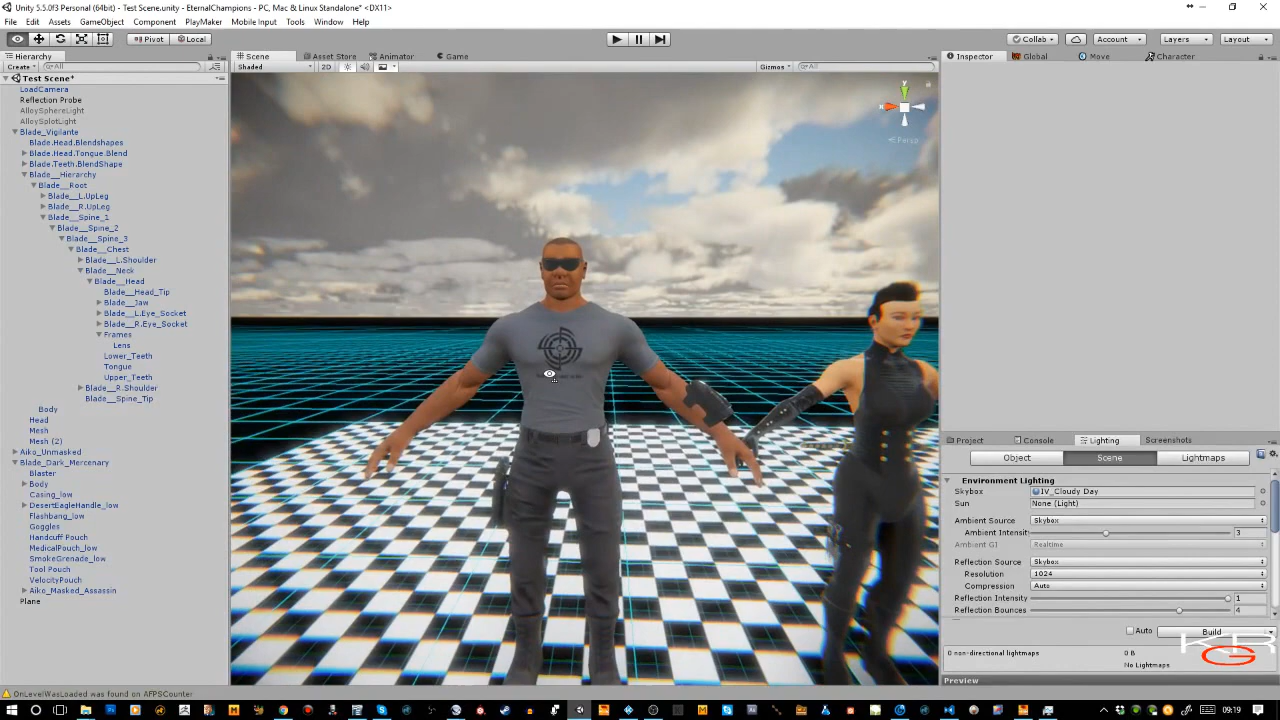 Unity 5.5.0f3 Personal (64bit) - Test Scene.unity - EternalChampions - PC, Mac & Linux Standalone* <DX11>
File Edit Assets GameObject Component PlayMaker Mobile Input Tools Window Help
Pivot Local Collab Account Layers Layout
Hierarchy Scene Asset Store Animator Game Inspector Global Move Character
Create All Shaded 2D Gizmos All
Test Scene*
LoadCamera
Reflection Probe
AlloySphereLight
AlloySplotLight
Blade_Vigilante
Blade.Head.Blendshapes
Blade.Head.Tongue.Blend
Blade.Teeth.BlendShape
Blade__Hierarchy
Blade__Root
Blade__L.UpLeg
Blade__R.UpLeg
Blade__Spine_1
Blade__Spine_2
Blade__Spine_3
Blade__Chest
Blade__L.Shoulder
Blade__Neck
Blade__Head
Blade__Head_Tip
Blade__Jaw
Blade__L.Eye_Socket
Blade__R.Eye_Socket
Frames
Lens
Lower_Teeth
Tongue
Upper_Teeth
Blade__R.Shoulder
Blade__Spine_Tip
Body
Head
Mesh
Mesh (2)
Aiko_Unmasked
Blade_Dark_Mercenary
Blaster
Body
Casing_low
DesertEagleHandle_low
Flashbang_low
Goggles
Handcuff Pouch
MedicalPouch_low
SmokeGrenade_low
Tool Pouch
VelocityPouch
Aiko_Masked_Assassin
Plane
y
x
Persp
Project Console Lighting Screenshots
Object Scene Lightmaps
Environment Lighting
Skybox IV_Cloudy Day
Sun None (Light)
Ambient Source Skybox
Ambient Intensit 3
Ambient GI Realtime
Reflection Source Skybox
Resolution 1024
Compression Auto
Reflection Intensity 1
Reflection Bounces 4
Auto Build
0 non-directional lightmaps 0 B
No Lightmaps
Preview
OnLevelWasLoaded was found on AFPSCounter
09:19